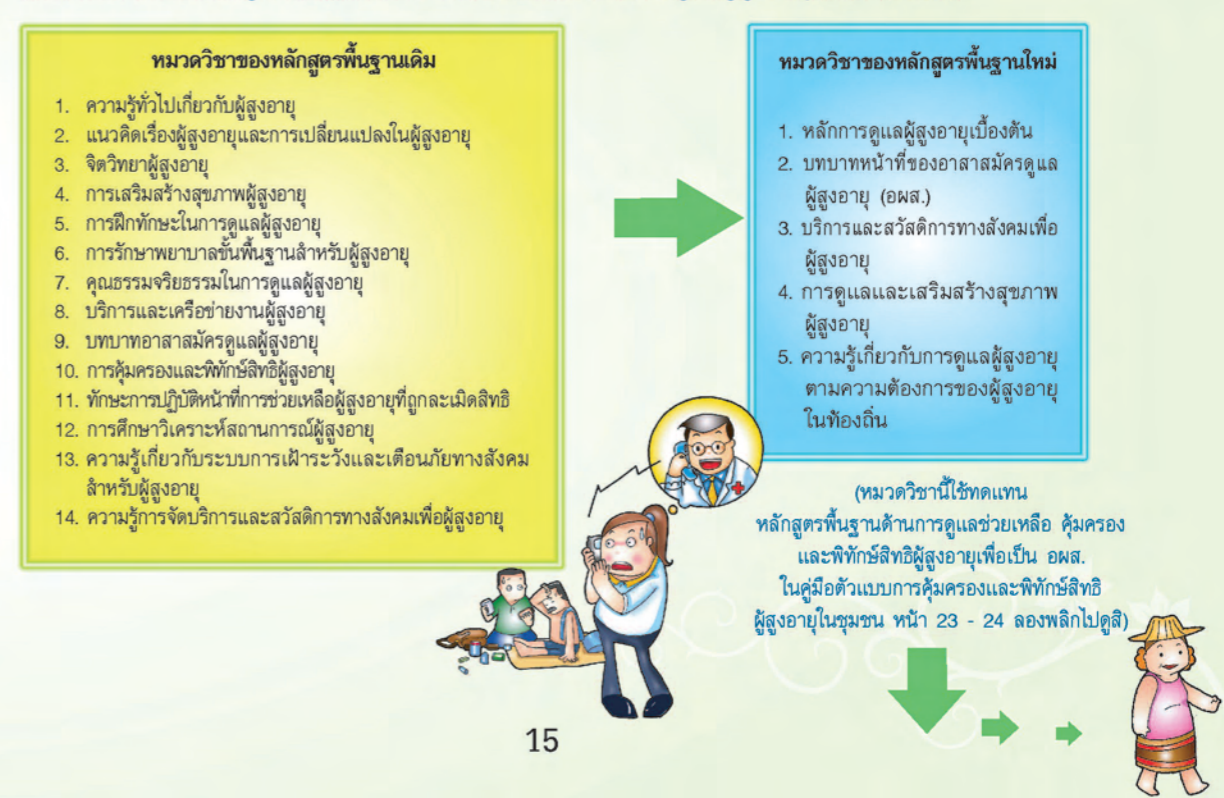 หมวดวิชาของหลักสูตรพื้นฐานเดิม
1. ความรู้ทั่วไปเกี่ยวกับผู้สูงอายุ
2. แนวคิดเรื่องผู้สูงอายุและการเปลี่ยนแปลงในผู้สูงอายุ
3. จิตวิทยาผู้สูงอายุ
4. การเสริมสร้างสุขภาพผู้สูงอายุ
5. การฝึกทักษะในการดูแลผู้สูงอายุ
6. การรักษาพยาบาลขั้นพื้นฐานสำหรับผู้สูงอายุ
7. คุณธรรมจริยธรรมในการดูแลผู้สูงอายุ
8. บริการและเครือข่ายงานผู้สูงอายุ
9. บทบาทอาสาสมัครดูแลผู้สูงอายุ
10. การคุ้มครองและพิทักษ์สิทธิผู้สูงอายุ
11. ทักษะการปฏิบัติหน้าที่การช่วยเหลือผู้สูงอายุที่ถูกละเมิดสิทธิ
12. การศึกษาวิเคราะห์สถานการณ์ผู้สูงอายุ
13. ความรู้เกี่ยวกับระบบการเฝ้าระวังและเตือนภัยทางสังคม
สำหรับผู้สูงอายุ
14. ความรู้การจัดบริการและสวัสดิการทางสังคมเพื่อผู้สูงอายุ
หมวดวิชาของหลักสูตรพื้นฐานใหม่
1. หลักการดูแลผู้สูงอายุเบื้องต้น
2. บทบาทหน้าที่ของอาสาสมัครดูแล
ผู้สูงอายุ (อผส.)
3. บริการและสวัสดิการทางสังคมเพื่อ
ผู้สูงอายุ
4. การดูแลและเสริมสร้างสุขภาพ
ผู้สูงอายุ
5. ความรู้เกี่ยวกับการดูแลผู้สูงอายุ
ตามความต้องการของผู้สูงอายุ
ในท้องถิ่น
(หมวดวิชานี้ใช้ทดแทน
หลักสูตรพื้นฐานด้านการดูแลช่วยเหลือ คุ้มครอง
และพิทักษ์สิทธิผู้สูงอายุเพื่อเป็น อผส.
ในคู่มือตัวแบบการคุ้มครองและพิทักษ์สิทธิ
ผู้สูงอายุในชุมชน หน้า 23 - 24 ลองพลิกไปดูสิ)
15